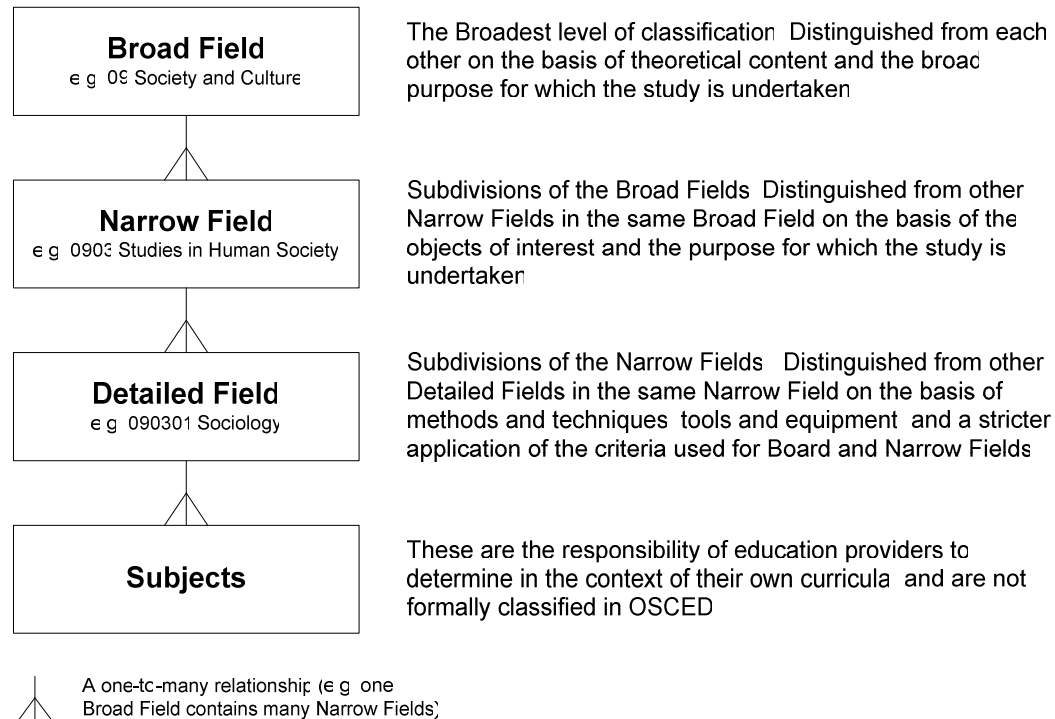 Broad Field
e g 09 Society and Culture
The Broadest level of classification Distinguished from each
other on the basis of theoretical content and the broad
purpose for which the study is undertaken
Narrow Field
e g 0903 Studies in Human Society
Subdivisions of the Broad Fields Distinguished from other
Narrow Fields in the same Broad Field on the basis of the
objects of interest and the purpose for which the study is
undertaken
Detailed Field
e g 090301 Sociology
Subdivisions of the Narrow Fields Distinguished from other
Detailed Fields in the same Narrow Field on the basis of
methods and techniques tools and equipment and a stricter
application of the criteria used for Board and Narrow Fields
Subjects
These are the responsibility of education providers to
determine in the context of their own curricula and are not
formally classified in OSCED
A one-to-many relationship (e g one
Broad Field contains many Narrow Fields)